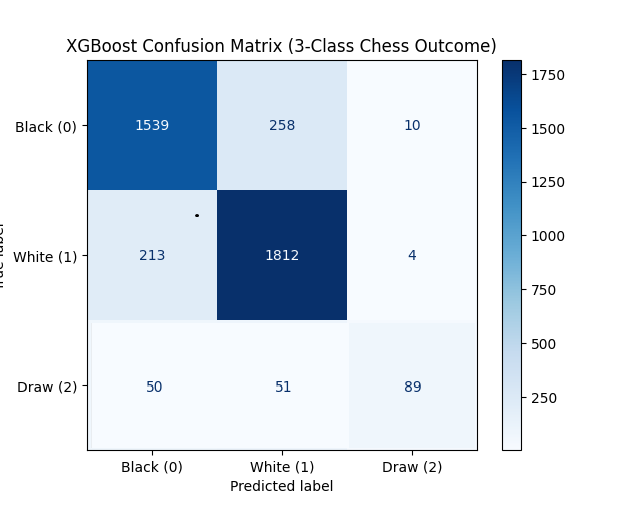 XGBoost Confusion Matrix (3-Class Chess Outcome)
Black (0)
1539
258
10
White (1)
213
1812
4
Draw (2)
50
51
89
Black (0)
White (1)
Draw (2)
Predicted label
1750
1500
1250
1000
750
500
250
label